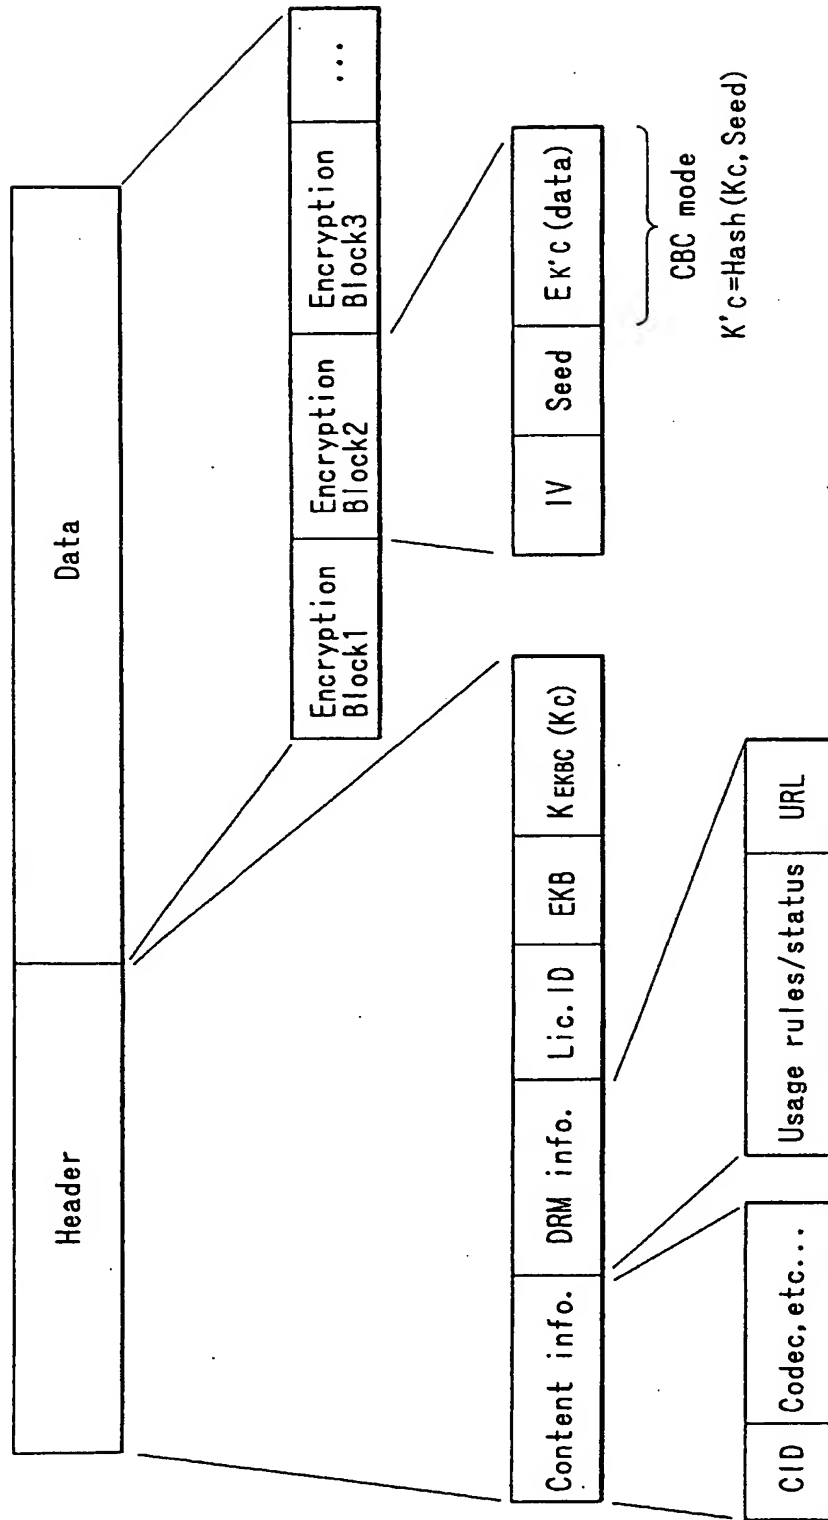 Header
Data
Encryption
Block1
Encryption
Block2
Encryption
Block3
...
Content info.
DRM info.
Lic. ID
EKB
KEKBC (Kc)
IV
Seed
EK'C (data)
CBC mode
K'c=Hash(Kc, Seed)
CID
Codec, etc...
Usage rules/status
URL